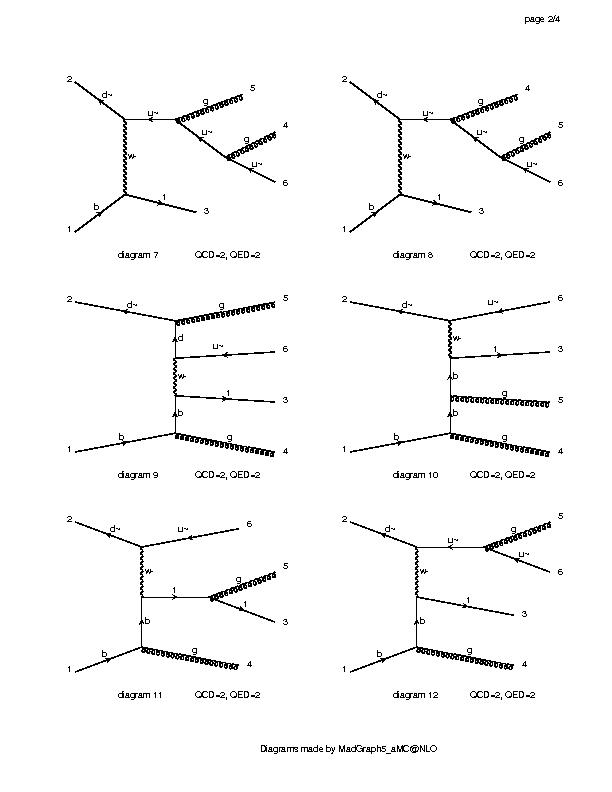 page 2/4
2 d~ u~ g 5
w- u~ g 4
b t u~ 6
1 3
diagram 7 QCD=2, QED=2
2 d~ u~ g 4
w- u~ g 5
b t u~ 6
1 3
diagram 8 QCD=2, QED=2
2 d~ g 5
d
u~ 6
w-
t 3
b
1 b g 4
diagram 9 QCD=2, QED=2
2 d~ u~ 6
w-
t 3
b
g 5
b
1 b g 4
diagram 10 QCD=2, QED=2
2 d~ u~ 6
w- g 5
t
b t 3
1 b g 4
diagram 11 QCD=2, QED=2
2 d~ u~ g 5
w- u~ 6
t 3
b
1 b g 4
diagram 12 QCD=2, QED=2
Diagrams made by MadGraph5_aMC@NLO